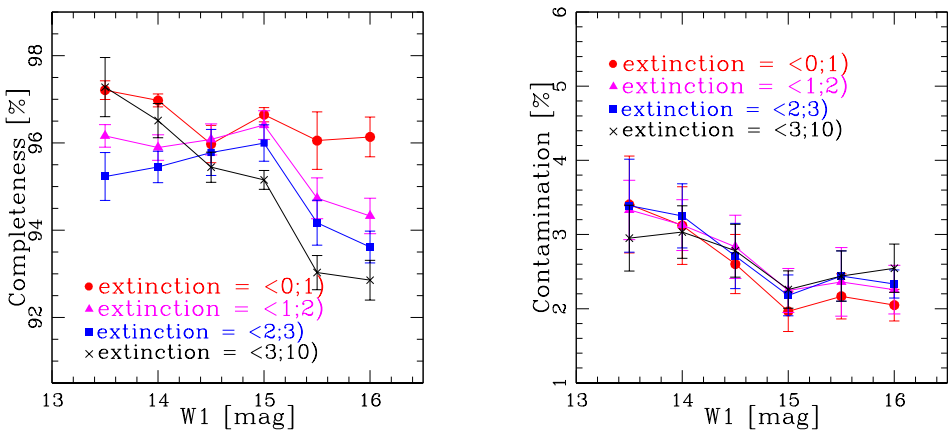 Completeness [%]
98
96
94
92
extinction = <0;1)
extinction = <1;2)
extinction = <2;3)
extinction = <3;10)
13 14 15 16
W1 [mag]
Contamination [%]
6
5
4
3
2
1
extinction = <0;1)
extinction = <1;2)
extinction = <2;3)
extinction = <3;10)
13 14 15 16
W1 [mag]